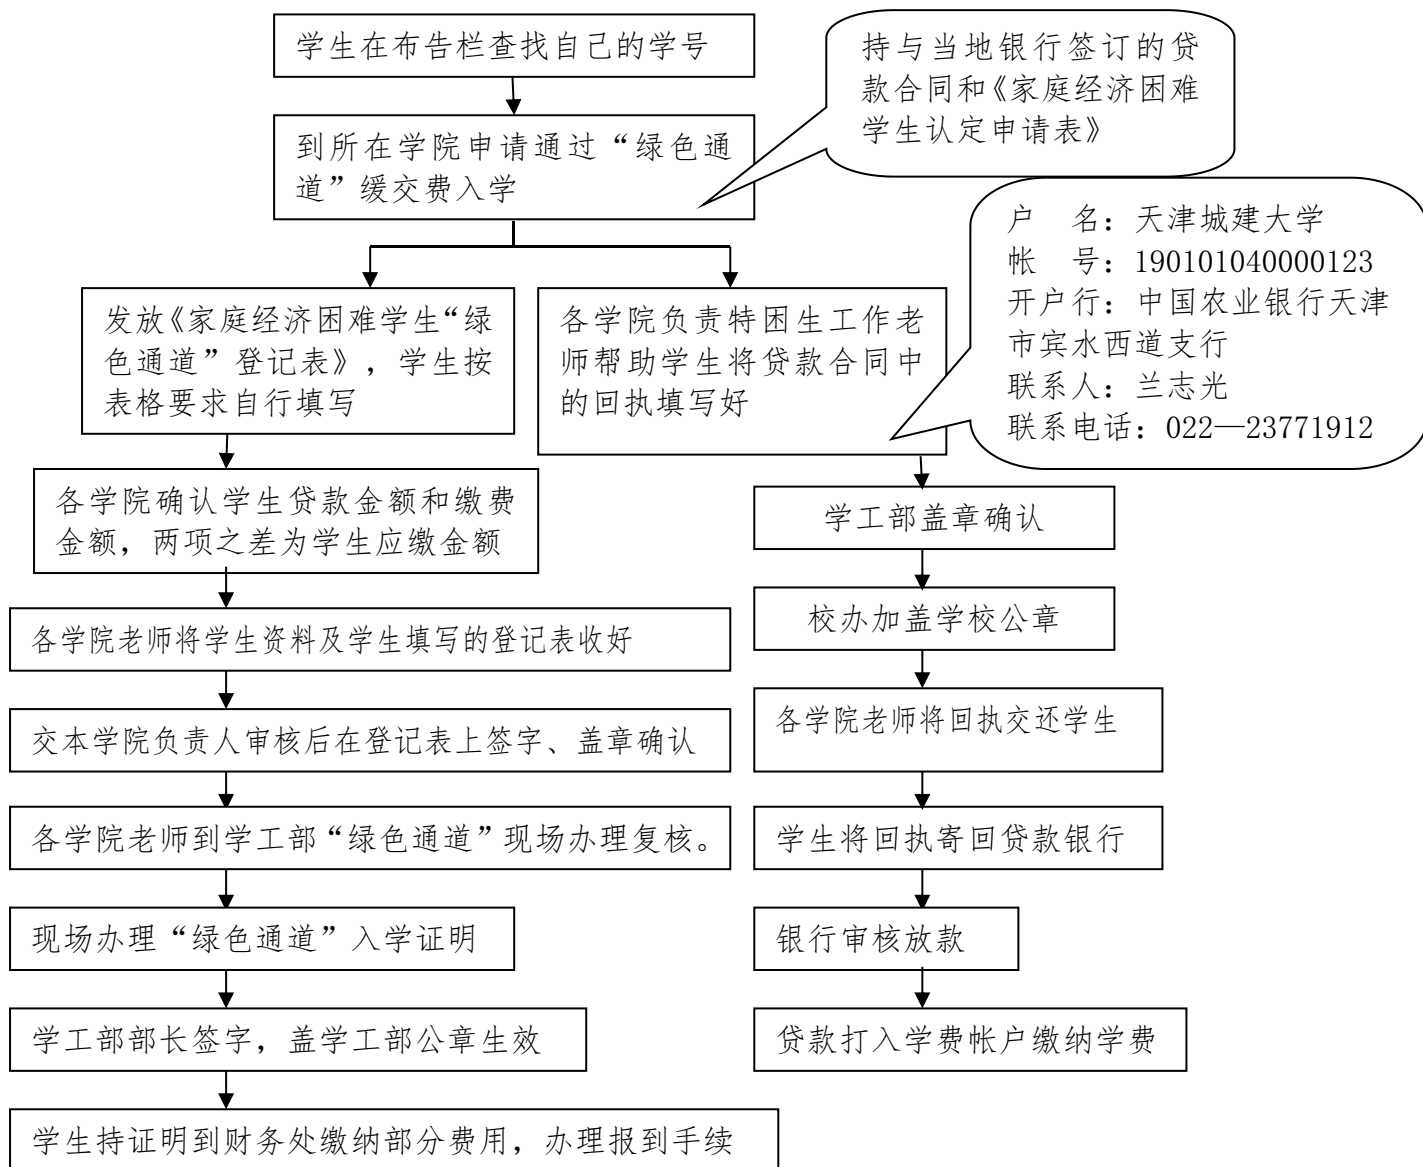 学生在布告栏查找自己的学号
持与当地银行签订的贷
款合同和《家庭经济困难
学生认定申请表》
到所在学院申请通过“绿色通
道”缓交费入学
户　名：天津城建大学
帐　号：190101040000123
开户行：中国农业银行天津
市宾水西道支行
联系人：兰志光
联系电话：022—23771912
发放《家庭经济困难学生“绿
色通道”登记表》，学生按
表格要求自行填写
各学院负责特困生工作老
师帮助学生将贷款合同中
的回执填写好
各学院确认学生贷款金额和缴费
金额，两项之差为学生应缴金额
各学院老师将学生资料及学生填写的登记表收好
交本学院负责人审核后在登记表上签字、盖章确认
各学院老师到学工部“绿色通道”现场办理复核。
现场办理“绿色通道”入学证明
学工部部长签字，盖学工部公章生效
学生持证明到财务处缴纳部分费用，办理报到手续
学工部盖章确认
校办加盖学校公章
各学院老师将回执交还学生
学生将回执寄回贷款银行
银行审核放款
贷款打入学费帐户缴纳学费